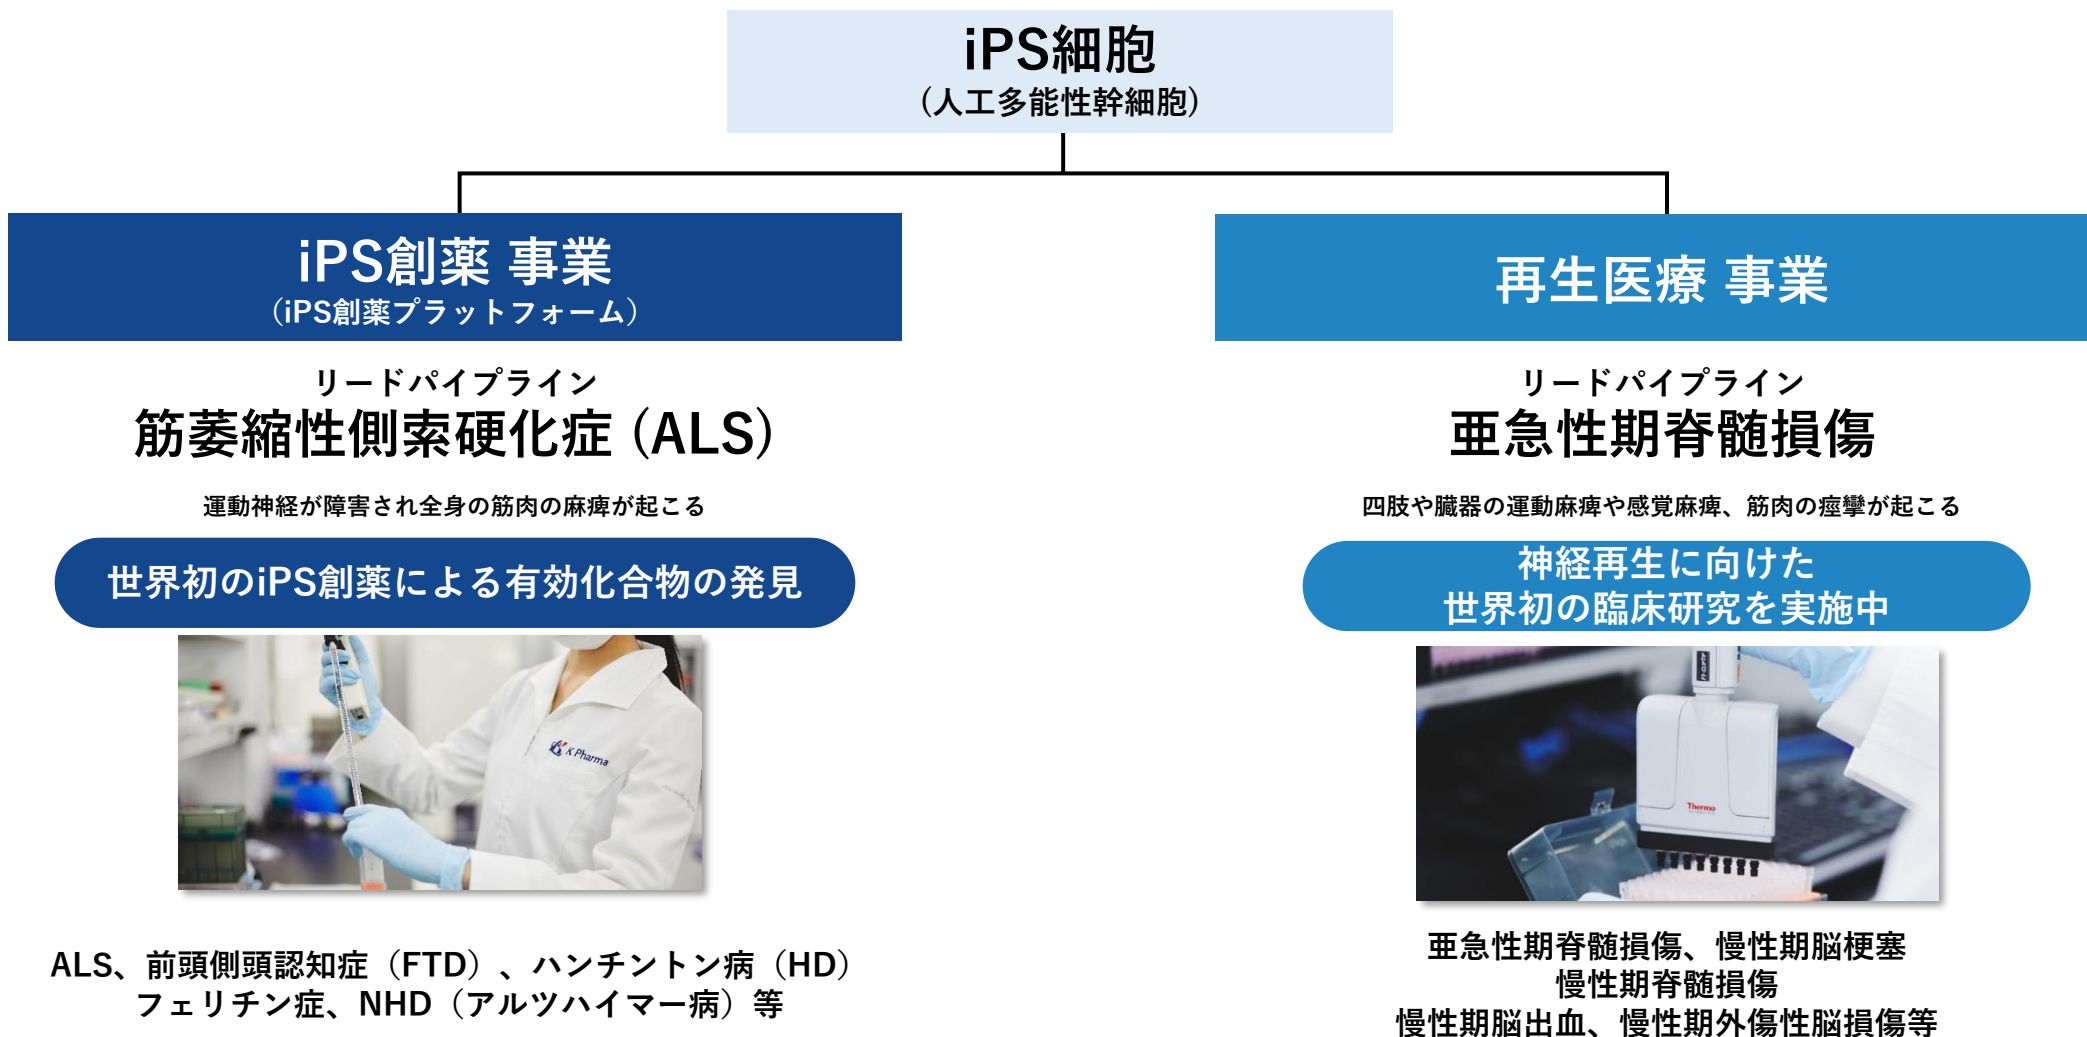 iPS細胞
（人工多能性幹細胞）
iPS創薬 事業
（iPS創薬プラットフォーム）
リードパイプライン
筋萎縮性側索硬化症（ALS）
運動神経が障害され全身の筋肉の麻痺が起こる
世界初のiPS創薬による有効化合物の発見
K Pharma
ALS、前頭側頭認知症（FTD）、ハンチントン病（HD）
フェリチン症、NHD（アルツハイマー病）等
再生医療 事業
リードパイプライン
亜急性期脊髄損傷
四肢や臓器の運動麻痺や感覚麻痺、筋肉の痙攣が起こる
神経再生に向けた
世界初の臨床研究を実施中
F1-ClipTip
Thermo
SCIENTIFIC
亜急性期脊髄損傷、慢性期脳梗塞
慢性期脊髄損傷
慢性期脳出血、慢性期外傷性脳損傷等